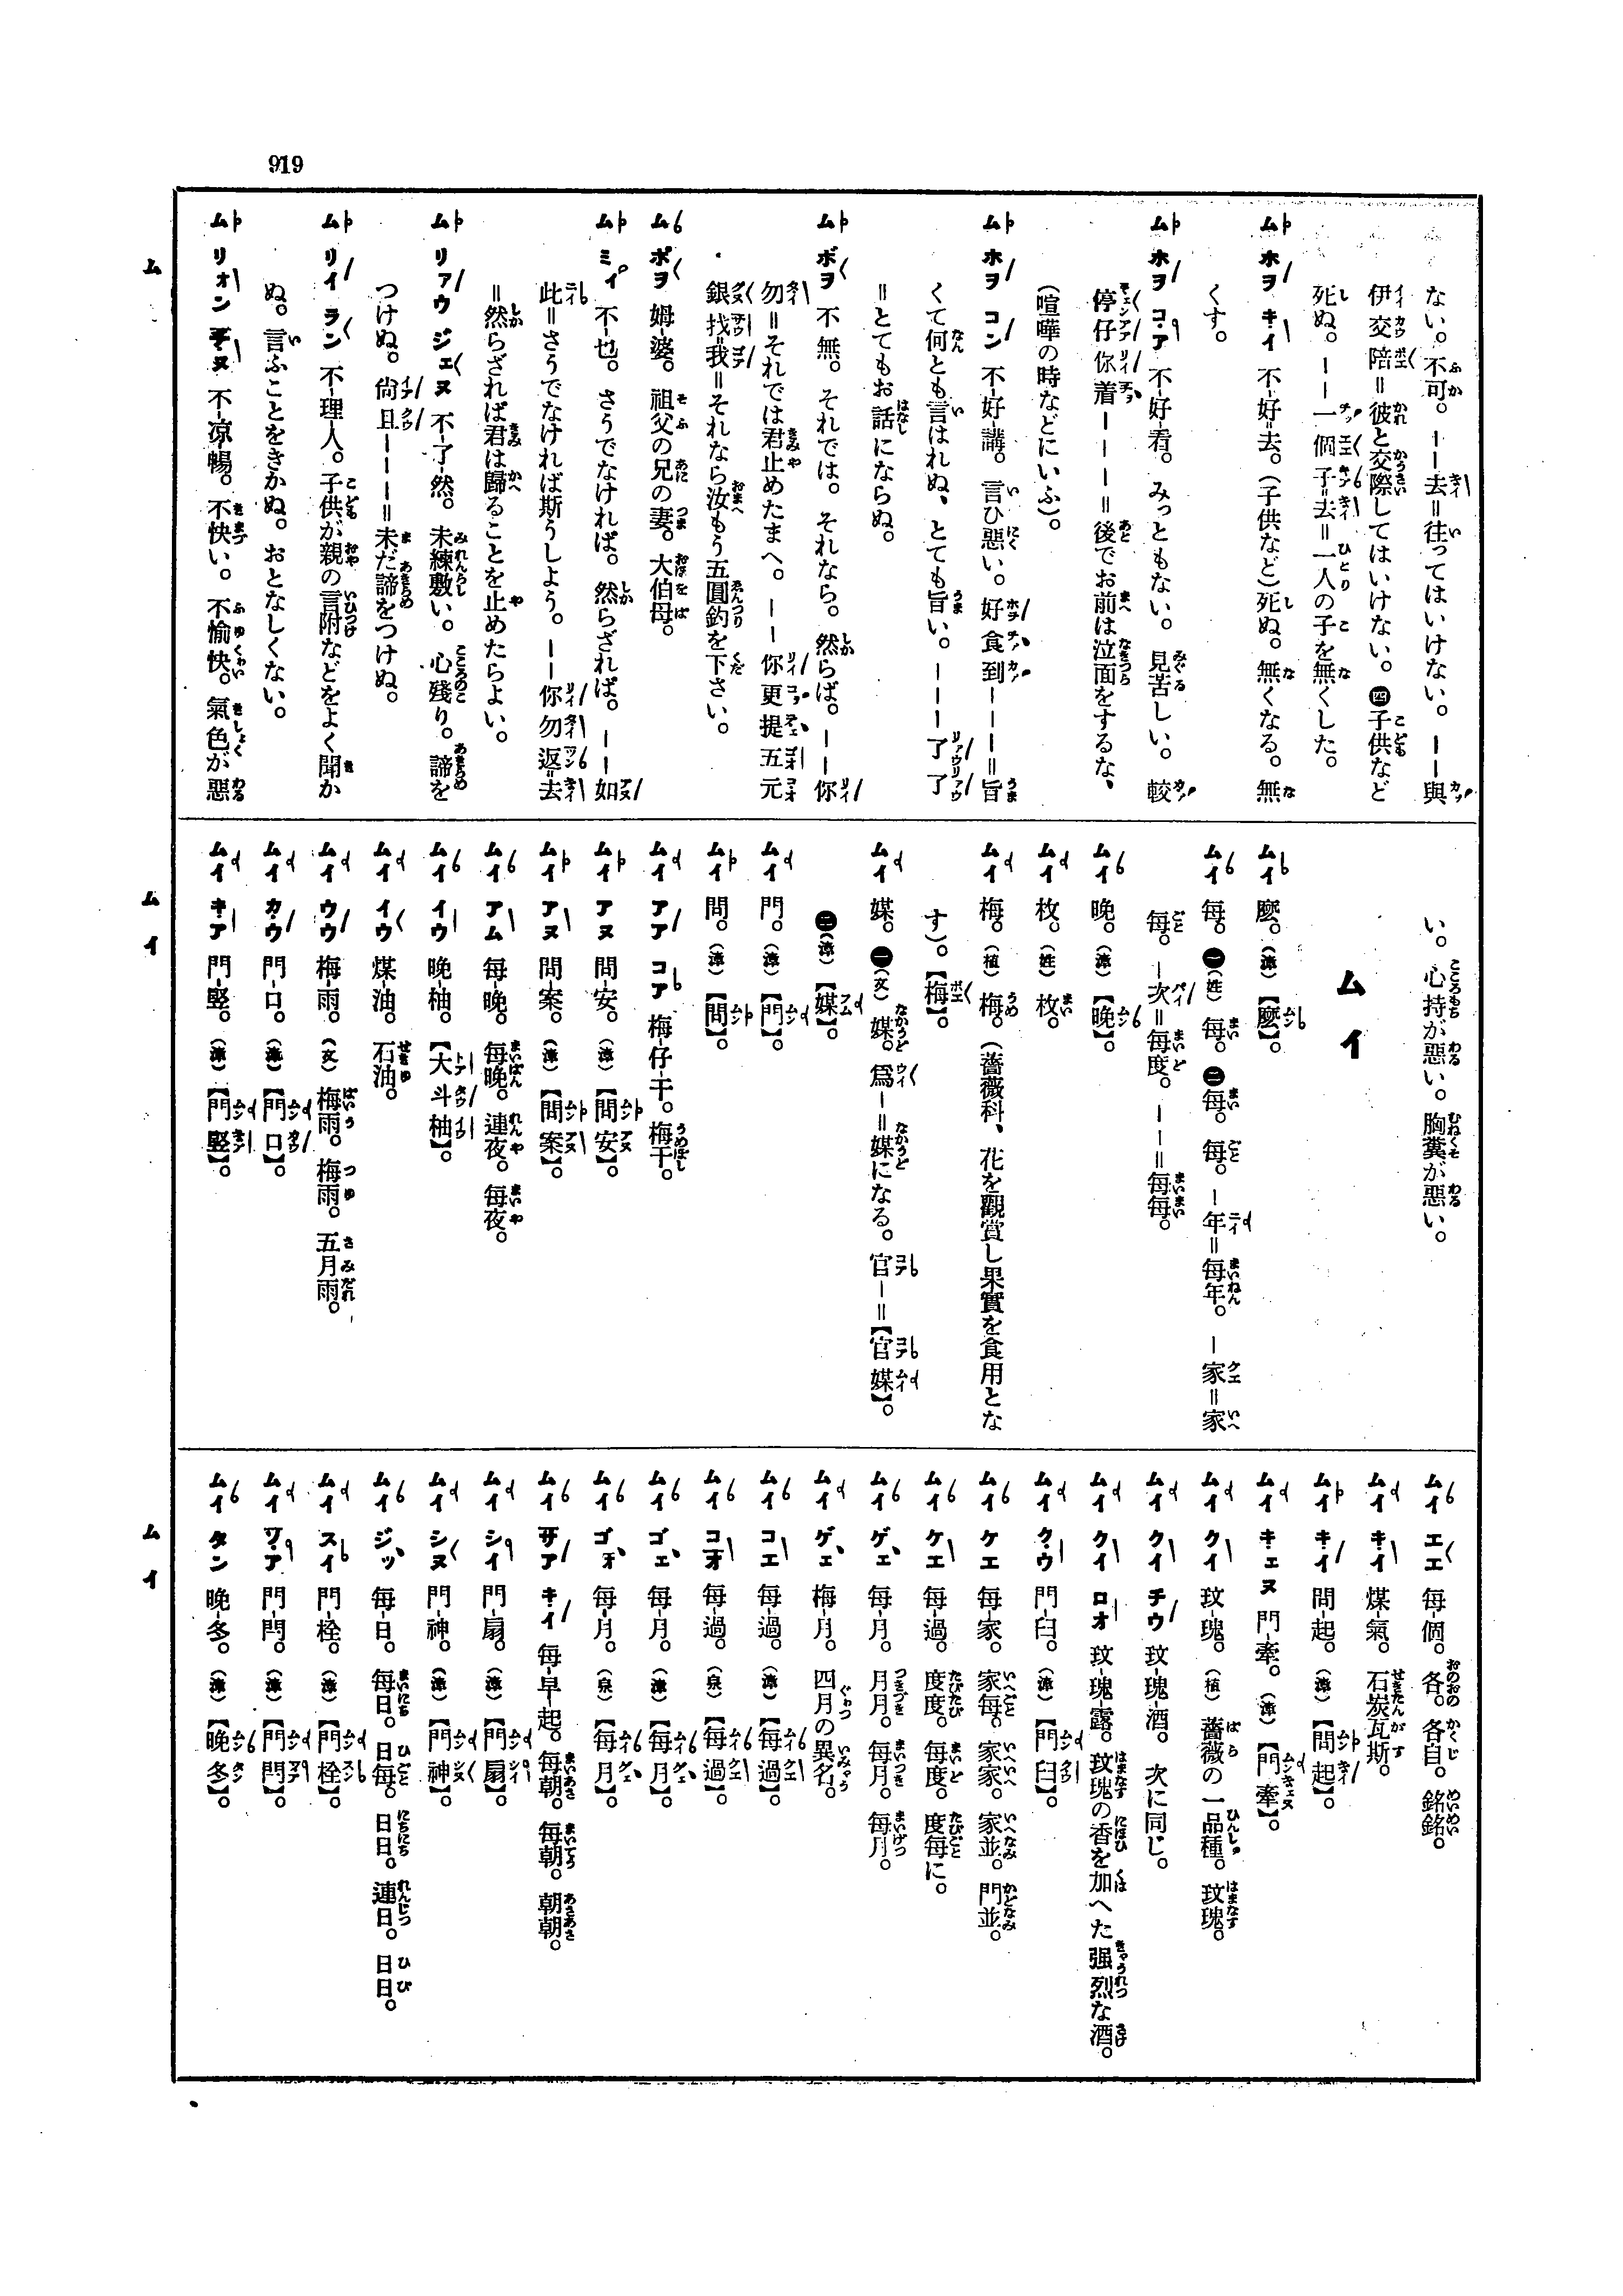 919
ない。不可。――去＝往ってはいけない。――與
伊交陪＝彼と交際してはいけない。㊃子供など
死ぬ。――一個子＝去＝一人の子を無くした。
ムホヲ キイ 不-好＝去。（子供など）死ぬ。無くなる。無
くす。
ムホヲ コア 不-好-看。みっともない。見苦しい。較
停仔你着――――＝後でお前は泣面をするな、
（喧嘩の時などにいふ）。
ムホヲ コン 不-好-講。言ひ惡い。好食到――――＝旨
くて何とも言はれぬ、とても旨い。―――了了
＝とてもお話にならぬ。
ムボヲ 不無。それでは。それなら。然らば。――你
勿＝それでは君止めたまへ。――你更提五元
銀找＝我＝それなら汝もう五圓釣を下さい。
ムポヲ 姆-婆。祖父の兄の妻。大伯母。
ムミィ 不-也。さうでなければ。然らざれば。――如
此＝さうでなければ斯うしよう。――你勿返＝去
＝然らざれば君は歸ることを止めたらよい。
ムリァウ ジェヌ 不-了-然。未練敷い。心殘り。諦を
つけぬ。尙且――――＝未だ諦をつけぬ。
ムリイ ラン 不-理-人。子供が親の言附などをよく聞か
ぬ。言ふことをきかぬ。おとなしくない。
ムリォン チヌ 不-凉-暢。不快い。不愉快。氣色が惡
い。心持が惡い。胸糞が惡い。
ムイ
ムイ 麼。（漳）【麼】。
ムイ 每。㊀（姓）每。㊁每。每。―年＝每年。―家＝家
每。―次＝每度。――＝每每。
ムイ 晚。（漳）【晚】。
ムイ 枚。（姓）枚。
ムイ 梅。（植）梅。（薔薇科、花を觀賞し果實を食用とな
す）。【梅】。
ムイ 媒。㊀（文）媒。爲―＝媒になる。官―＝【官媒】。
㊁（漳）【媒】。
ムイ 門。（漳）【門】。
ムイ 問。（漳）【問】。
ムイ アア コア 梅-仔-干。梅干。
ムイ アヌ 問-安。（漳）【問安】。
ムイ アヌ 問-案。（漳）【問案】。
ムイ アム 每-晚。每晚。連夜。每夜。
ムイ イウ 晚-柚。【大斗柚】。
ムイ イウ 煤-油。石油。
ムイ ウウ 梅-雨。（文）梅雨。梅雨。五月雨。
ムイ カウ 門-口。（漳）【門口】。
ムイ キア 門-竪。（漳）【門竪】。
ムイ エエ 每-個。各。各自。銘銘。
ムイ キイ 煤-氣。石炭瓦斯。
ムイ キイ 問-起。（漳）【問起】。
ムイ キェヌ 門-牽。（漳）【門牽】。
ムイ クイ 玟-瑰。（植）薔薇の一品種。玟瑰。
ムイ クイ チウ 玟-瑰-酒。次に同じ。
ムイ クイ ロオ 玟-瑰-露。玟瑰の香を加へた强烈な酒。
ムイ クウ 門-臼。（漳）【門臼】。
ムイ ケエ 每-家。家每。家家。家並。門並。
ムイ ケエ 每-過。度度。每度。度每に。
ムイ ゲェ 每-月。月月。每月。每月。
ムイ ゲェ 梅-月。四月の異名。
ムイ コエ 每-過。（漳）【每過】。
ムイ コオ 每-過。（泉）【每過】。
ムイ ゴェ 每-月。（漳）【每月】。
ムイ ゴォ 每-月。（泉）【每月】。
ムイ サア キイ 每-早-起。每朝。每朝。朝朝。
ムイ シイ 門-扇。（漳）【門扇】。
ムイ シヌ 門-神。（漳）【門神】。
ムイ ジッ 每-日。每日。日每。日日。連日。日日。
ムイ スイ 門-栓。（漳）【門栓】。
ムイ ツア 門-閂。（漳）【門閂】。
ムイ タン 晚-冬。（漳）【晚冬】。
ム
ムイ
ムイ